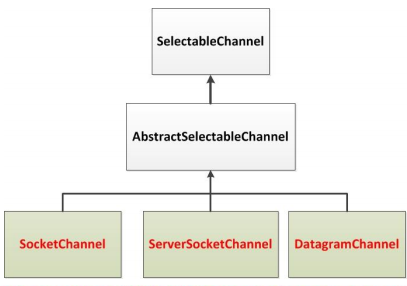 SelectableChannel
AbstractSelectableChannel
SocketChannel
ServerSocketChannel
DatagramChannel